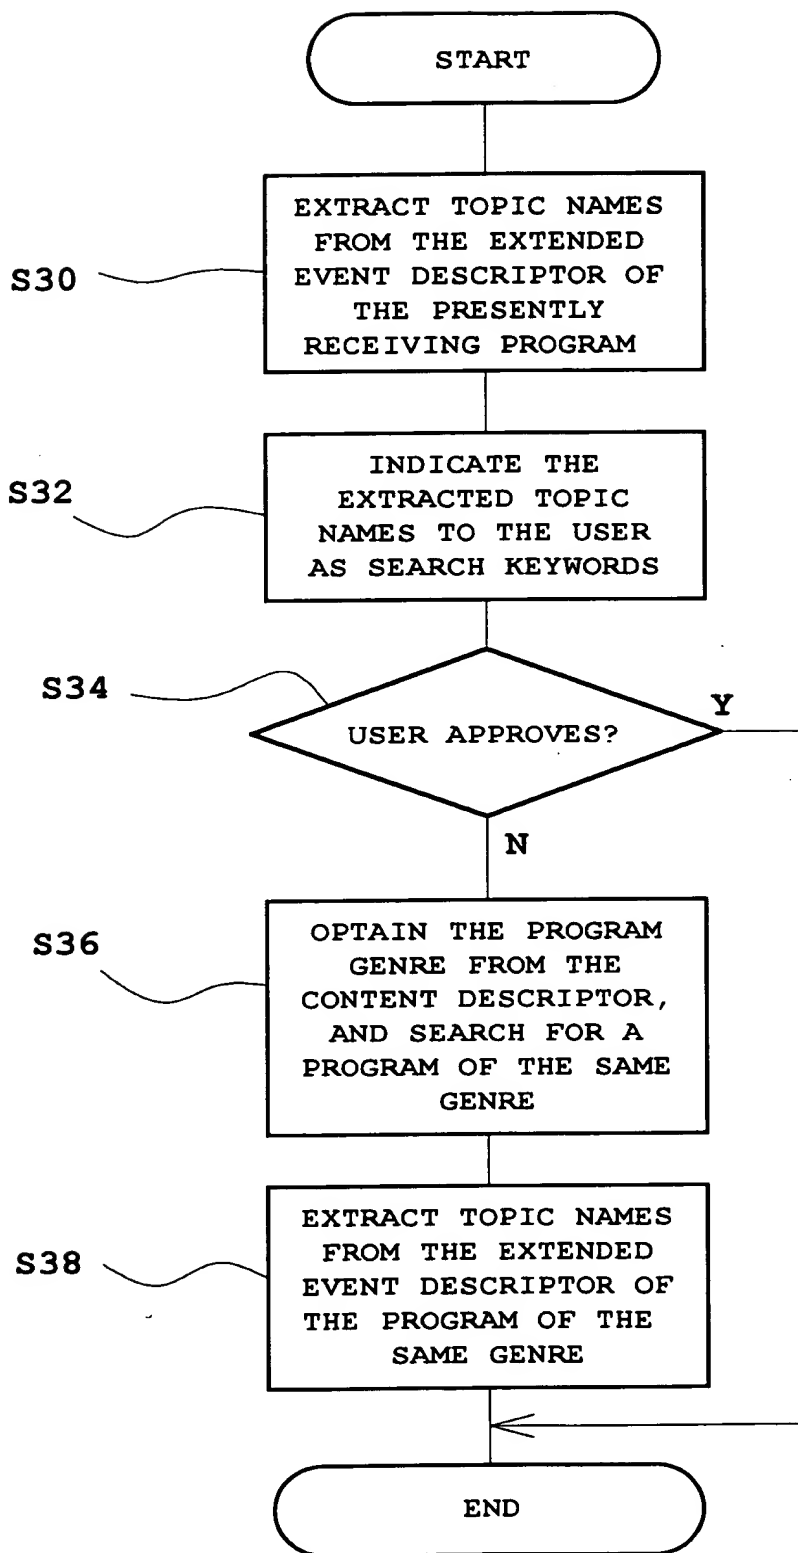 START
EXTRACT TOPIC NAMES
FROM THE EXTENDED
EVENT DESCRIPTOR OF
THE PRESENTLY
RECEIVING PROGRAM
S30
INDICATE THE
EXTRACTED TOPIC
NAMES TO THE USER
AS SEARCH KEYWORDS
S32
S34
USER APPROVES?
Y
N
OPTAIN THE PROGRAM
GENRE FROM THE
CONTENT DESCRIPTOR,
AND SEARCH FOR A
PROGRAM OF THE SAME
GENRE
S36
EXTRACT TOPIC NAMES
FROM THE EXTENDED
EVENT DESCRIPTOR OF
THE PROGRAM OF THE
SAME GENRE
S38
END